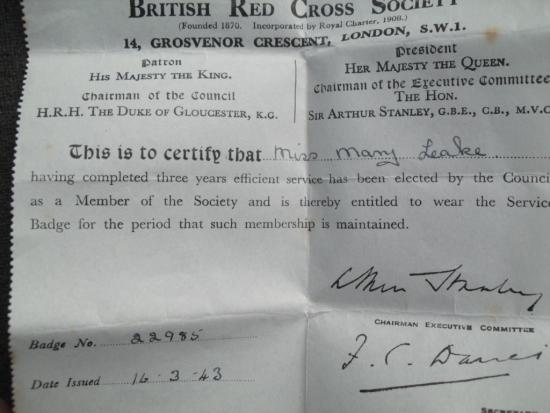 BRITISH RED CROSS SOCIETY
(Founded 1870. Incorporated by Royal Charter, 1908.)
14, GROSVENOR CRESCENT, LONDON, S.W.1.
Patron
HIS MAJESTY THE KING.
Chairman of the Council
H.R.H. THE DUKE OF GLOUCESTER, K.G.
President
HER MAJESTY THE QUEEN.
Chairman of the Executive Committee
THE HON.
SIR ARTHUR STANLEY, G.B.E., C.B., M.V.O
This is to certify that Miss Mary Leake
having completed three years efficient service has been elected by the Counci
as a Member of the Society and is thereby entitled to wear the Service
Badge for the period that such membership is maintained.
Arthur Stanley
CHAIRMAN EXECUTIVE COMMITTEE
Badge No. 22985
Date Issued 16-3-43
F. C. Davies
SECRETA